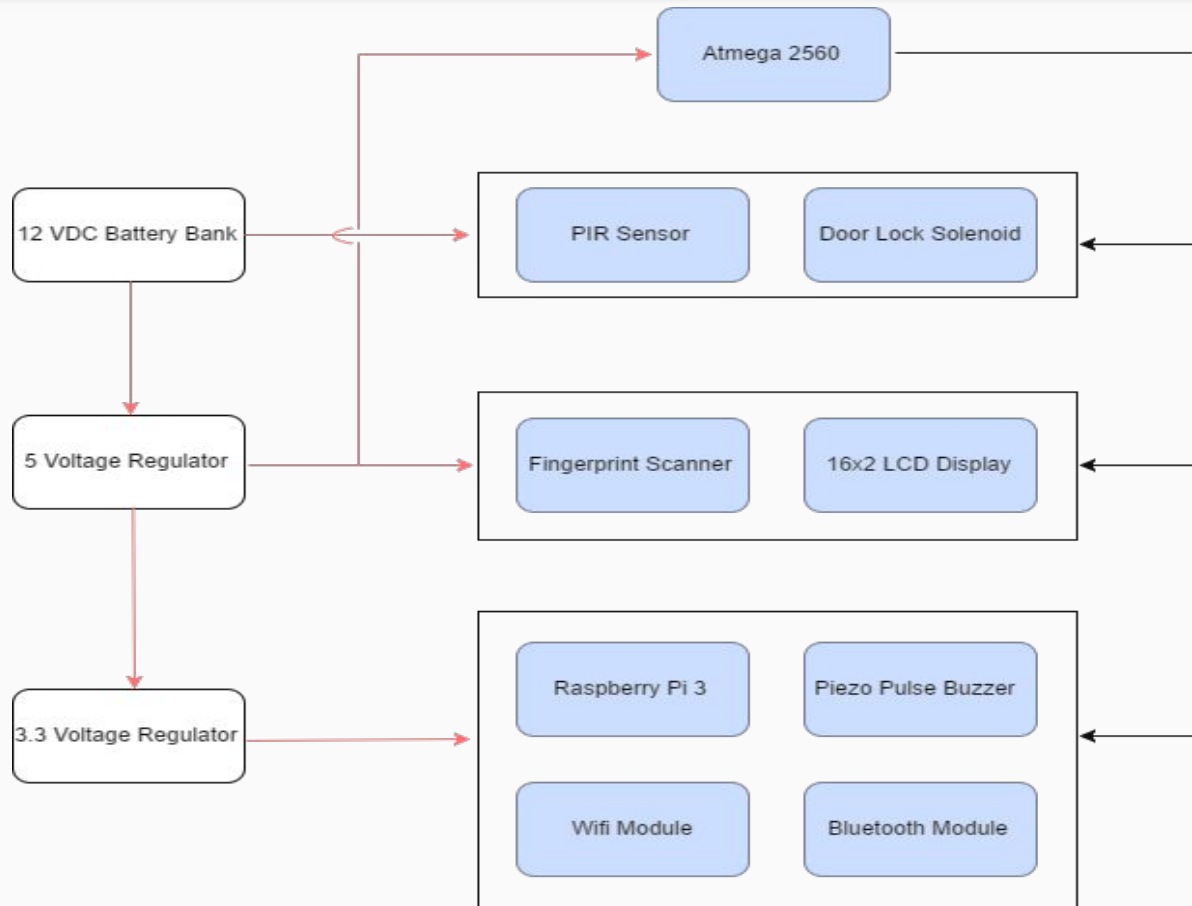 Atmega 2560
12 VDC Battery Bank
PIR Sensor
Door Lock Solenoid
5 Voltage Regulator
Fingerprint Scanner
16x2 LCD Display
Raspberry Pi 3
Piezo Pulse Buzzer
3.3 Voltage Regulator
Wifi Module
Bluetooth Module